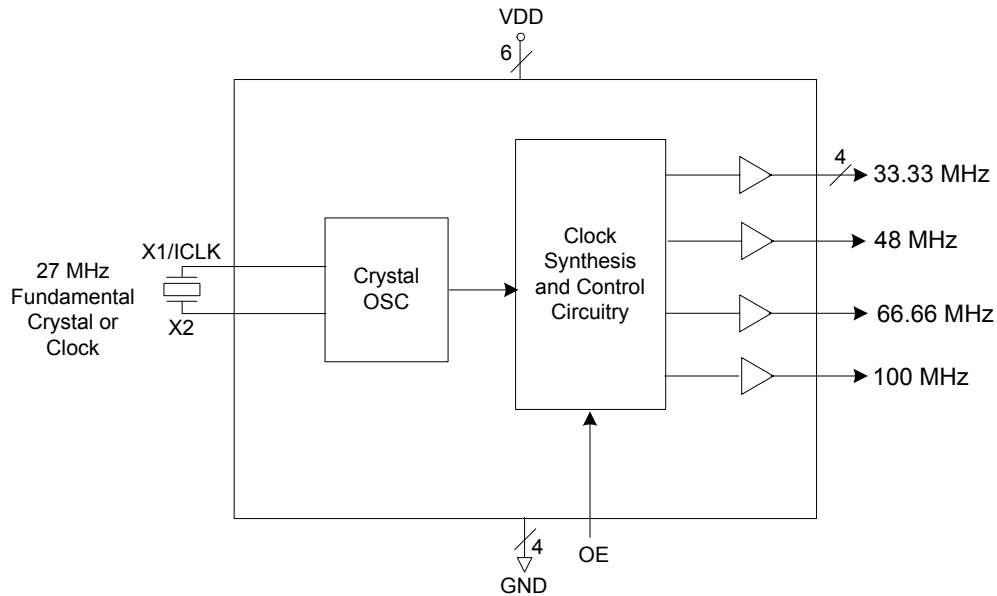 VDD
6
4
33.33 MHz
X1/ICLK
27 MHz
Fundamental
Crystal or
Clock
X2
Crystal
OSC
Clock
Synthesis
and Control
Circuitry
48 MHz
66.66 MHz
100 MHz
4
GND
OE